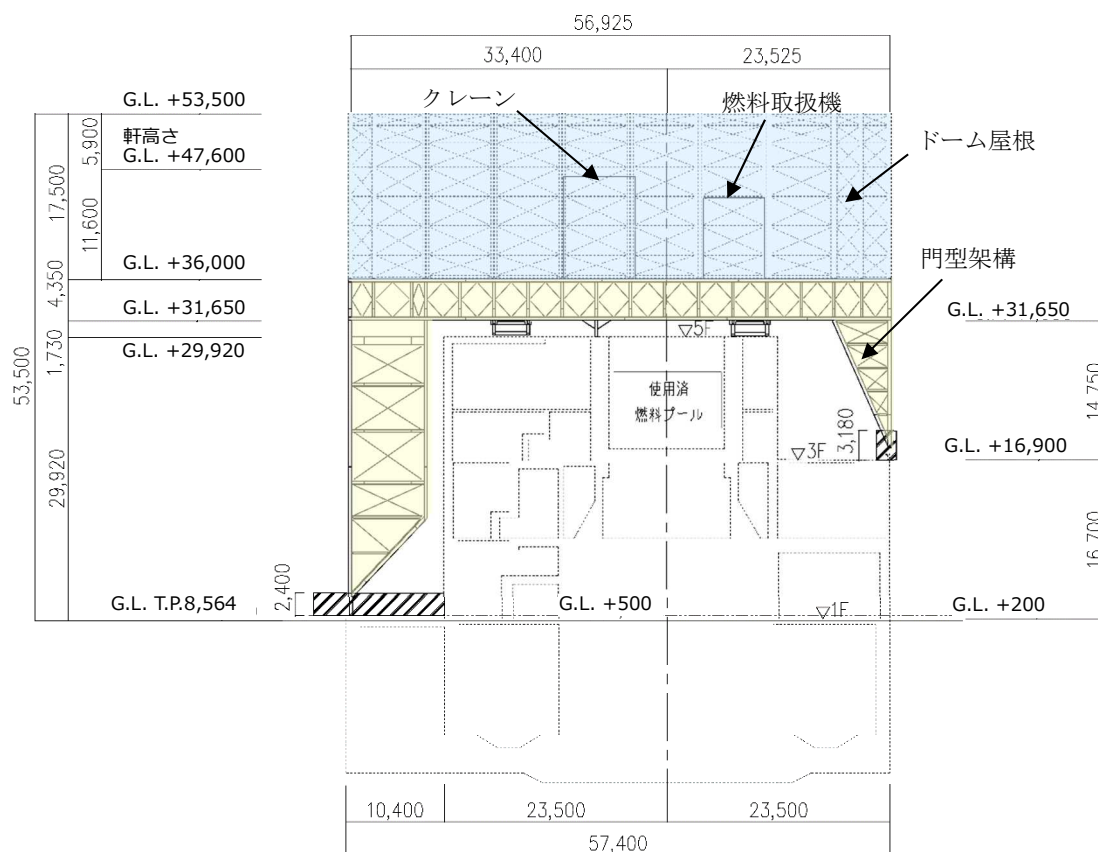 56,925
33,400
23,525
クレーン
燃料取扱機
G.L. +53,500
軒高さ
5,900
ドーム屋根
G.L. +47,600
17,500
11,600
門型架構
G.L. +36,000
4,350
G.L. +31,650
G.L. +31,650
▽5F
1,730
G.L. +29,920
53,500
使用済
燃料プール
14,750
3,180
▽3F
G.L. +16,900
29,920
16,700
2,400
G.L. T.P.8,564
G.L. +500
▽1F
G.L. +200
10,400
23,500
23,500
57,400